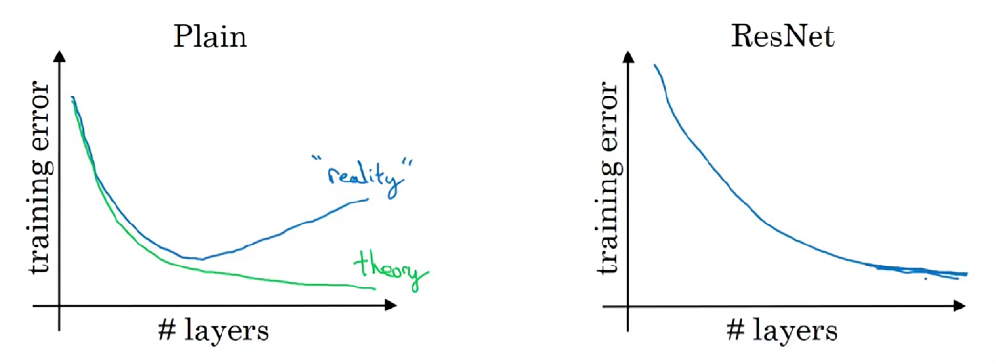 Plain
training error
"reality"
theory
# layers
ResNet
training error
# layers